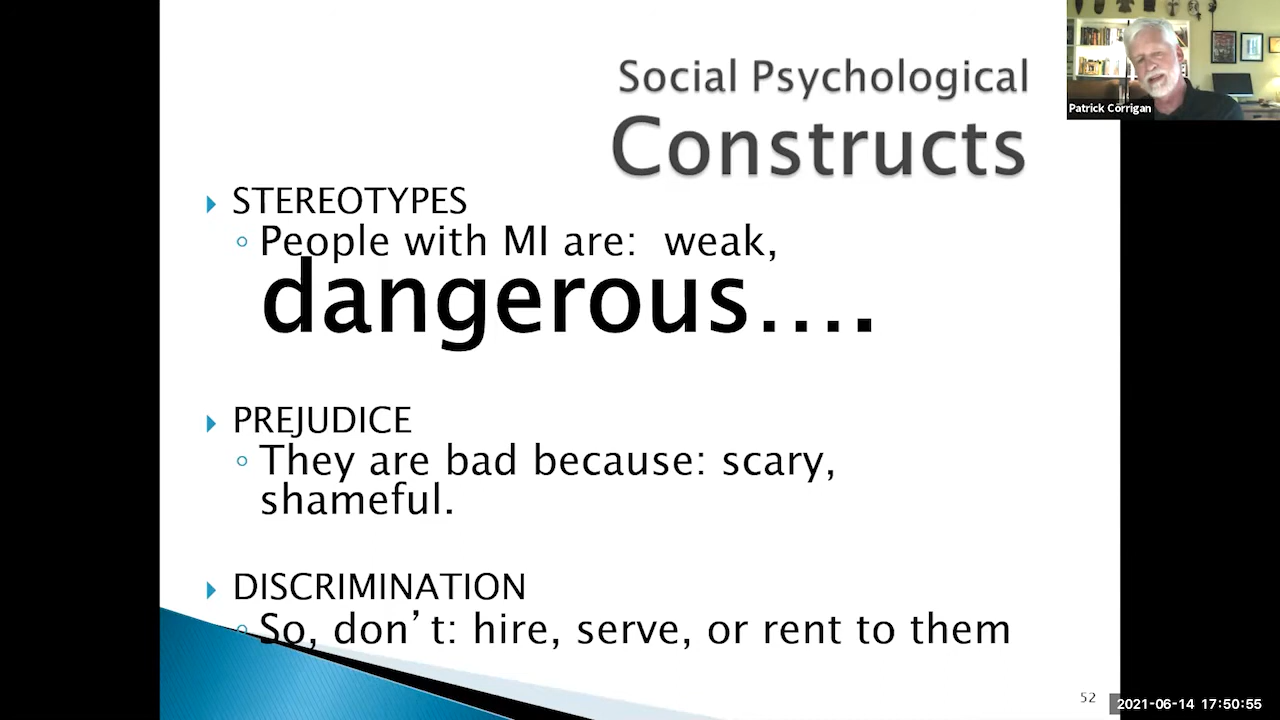 Social Psychological
Constructs
STEREOTYPES
People with MI are: weak,
dangerous....
PREJUDICE
They are bad because: scary,
shameful.
DISCRIMINATION
So, don’t: hire, serve, or rent to them
52
Patrick Corrigan
2021-06-14 17:50:55